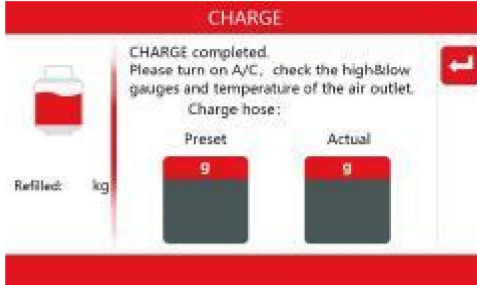 CHARGE
CHARGE completed.
Please turn on A/C, check the high&low
gauges and temperature of the air outlet.
Charge hose:
Preset Actual
g g
Refilled: kg